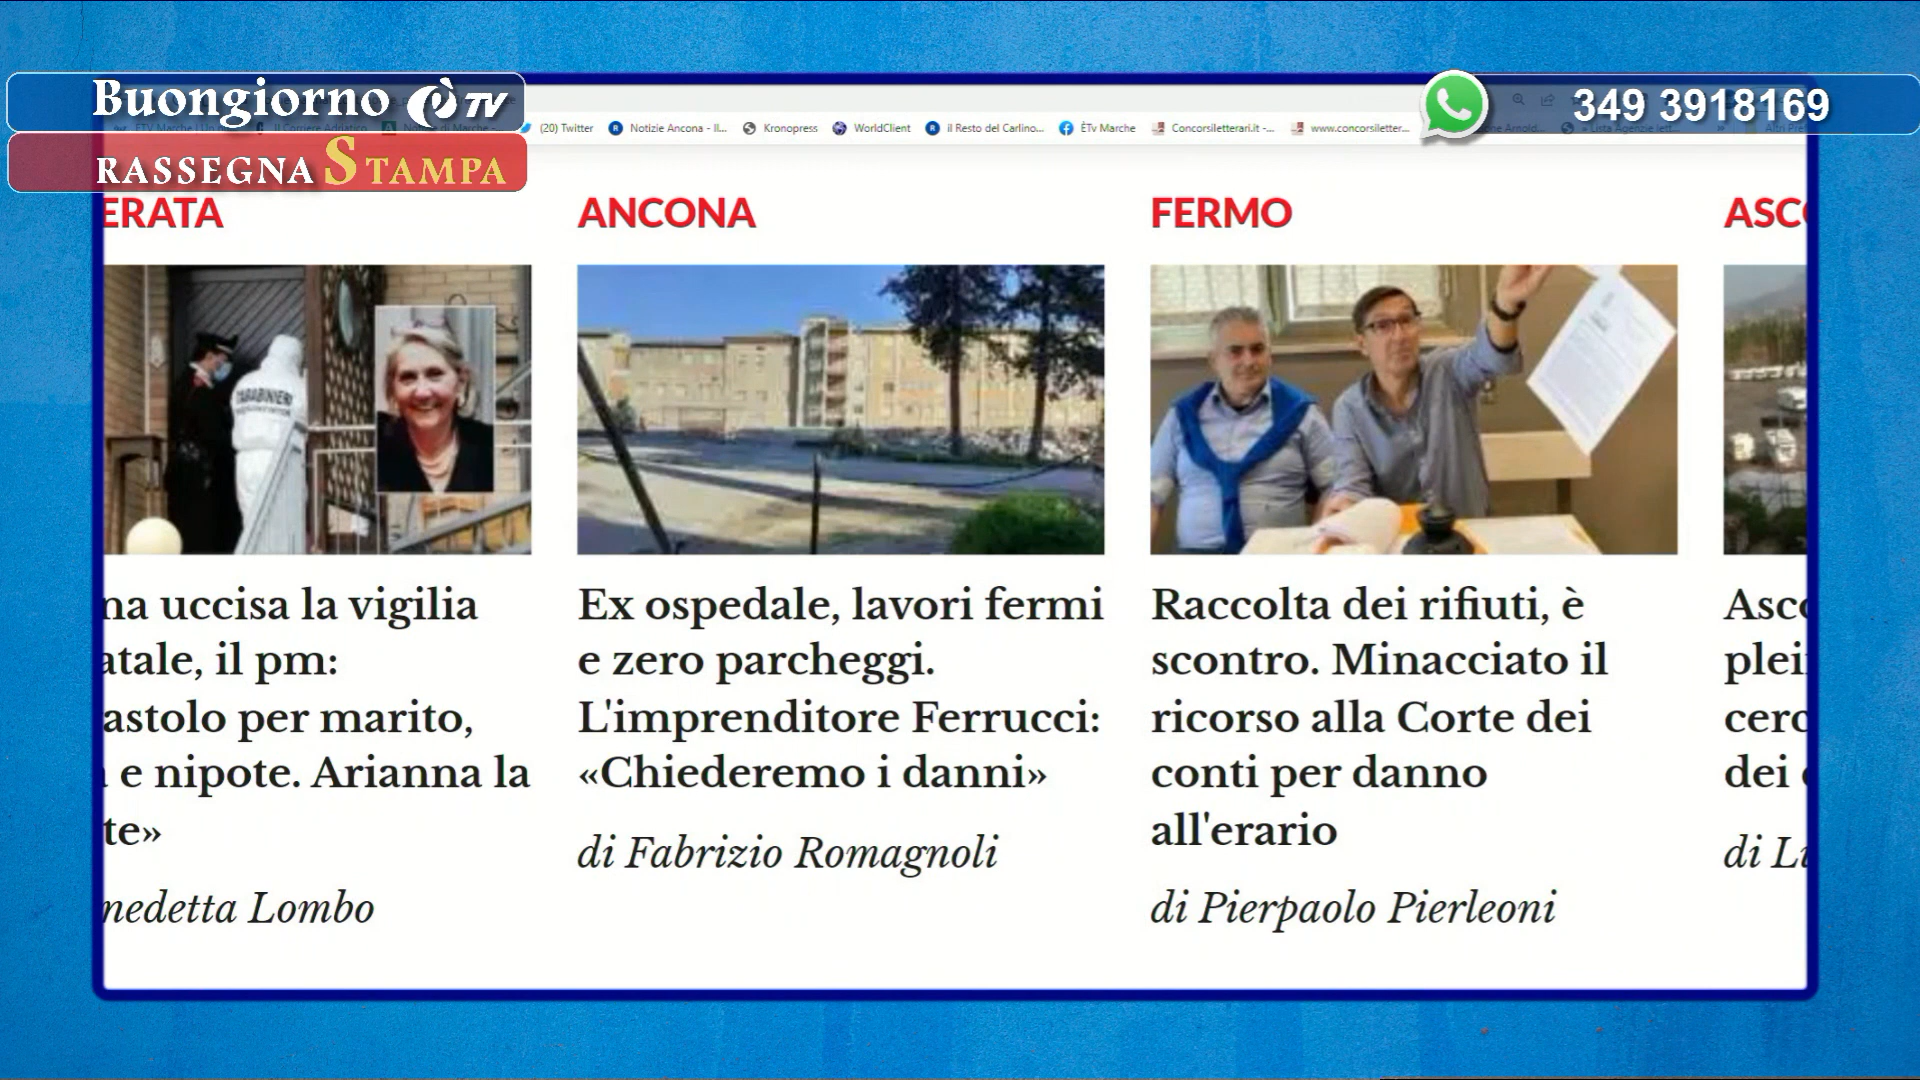 Buongiorno èTV
RASSEGNA STAMPA
349 3918169
(20) Twitter
Notizie Ancona - Il...
Kronopress
WorldClient
il Resto del Carlino...
ÈTv Marche
Concorsiletterari.it -...
www.concorsiletter...
ERATA
CARABINIERI
na uccisa la vigilia
atale, il pm:
astolo per marito,
e nipote. Arianna la
te»
nedetta Lombo
ANCONA
Ex ospedale, lavori fermi
e zero parcheggi.
L'imprenditore Ferrucci:
«Chiederemo i danni»
di Fabrizio Romagnoli
FERMO
Raccolta dei rifiuti, è
scontro. Minacciato il
ricorso alla Corte dei
conti per danno
all'erario
di Pierpaolo Pierleoni
ASC
Asc
plei
cerc
dei
di L